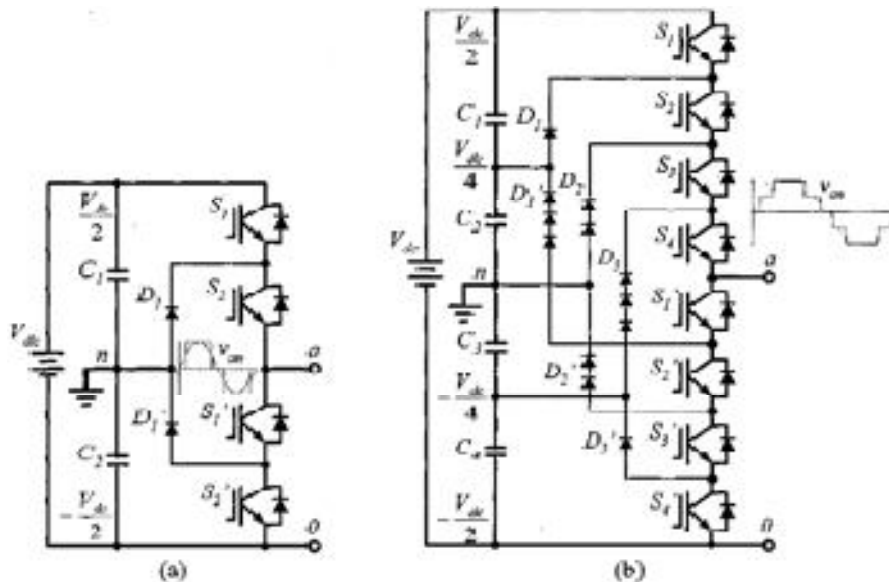 V_dc/2
C_1
V_dc
n
C_2
-V_dc/2
S_1
S_2
D_1
v_an
a
D_1'
S_1'
S_2'
0
(a)
V_dc/2
C_1
V_dc/4
C_2
V_dc
n
C_3
-V_dc/4
C_4
-V_dc/2
D_1
D_1'
D_2
D_3
D_2'
D_3'
S_1
S_2
S_3
S_4
v_an
a
S_1'
S_2'
S_3'
S_4'
0
(b)